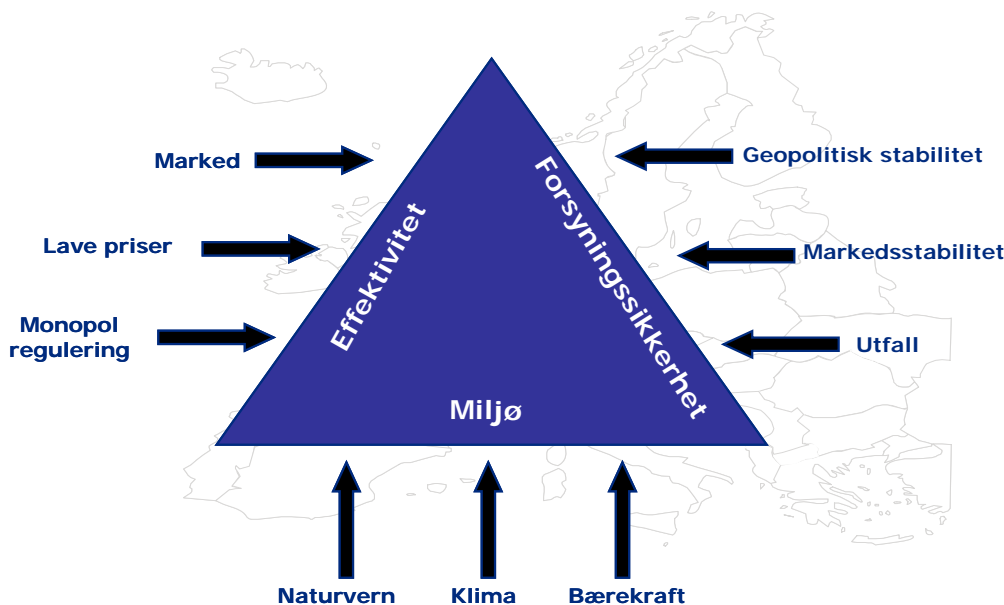 Marked
Geopolitisk stabilitet
Lave priser
Markedsstabilitet
Monopol
regulering
Utfall
Effektivitet
Forsyningssikkerhet
Miljø
Naturvern
Klima
Bærekraft